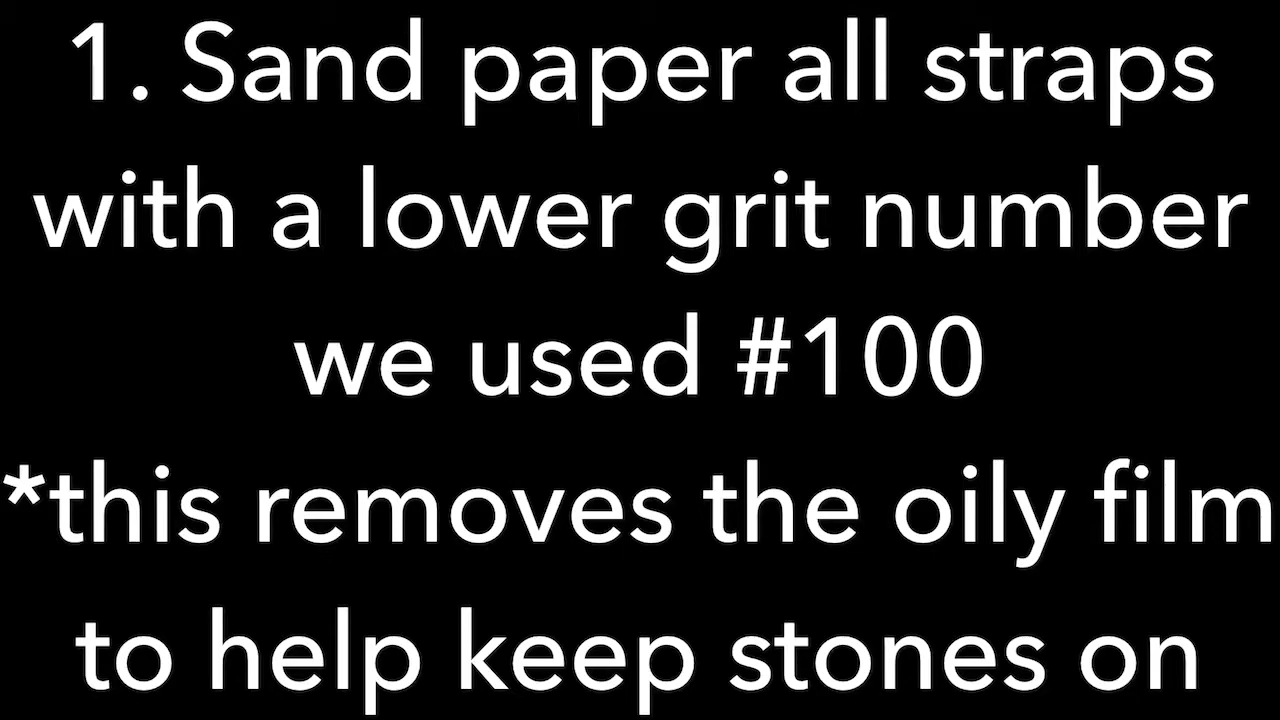 1. Sand paper all straps
with a lower grit number
we used #100
*this removes the oily film
to help keep stones on